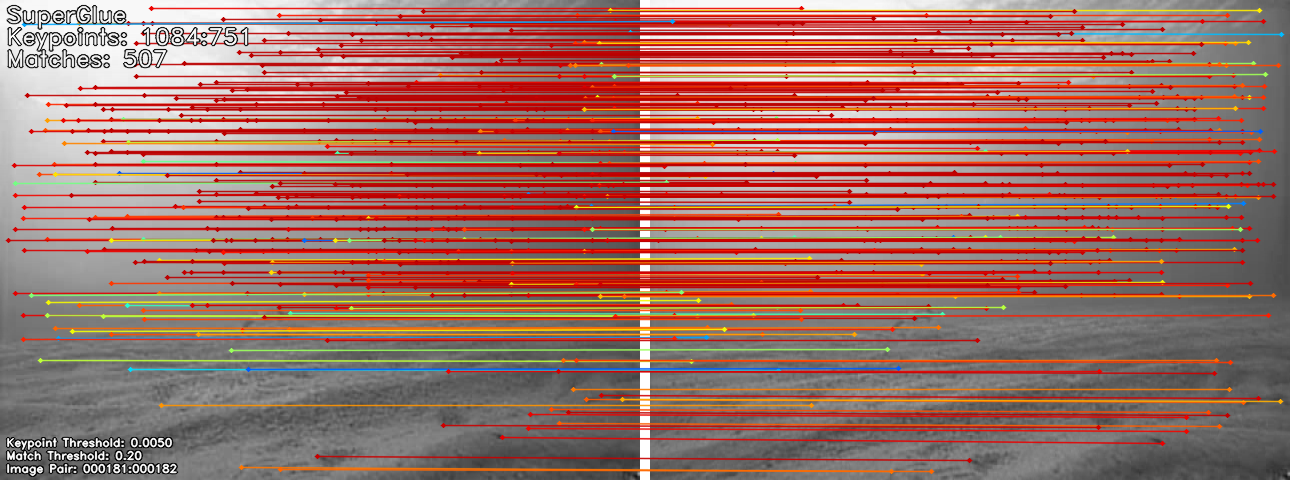 SuperGlue
Keypoints: 1084:751
Matches: 507
Keypoint Threshold: 0.0050
Match Threshold: 0.20
Image Pair: 000181:000182